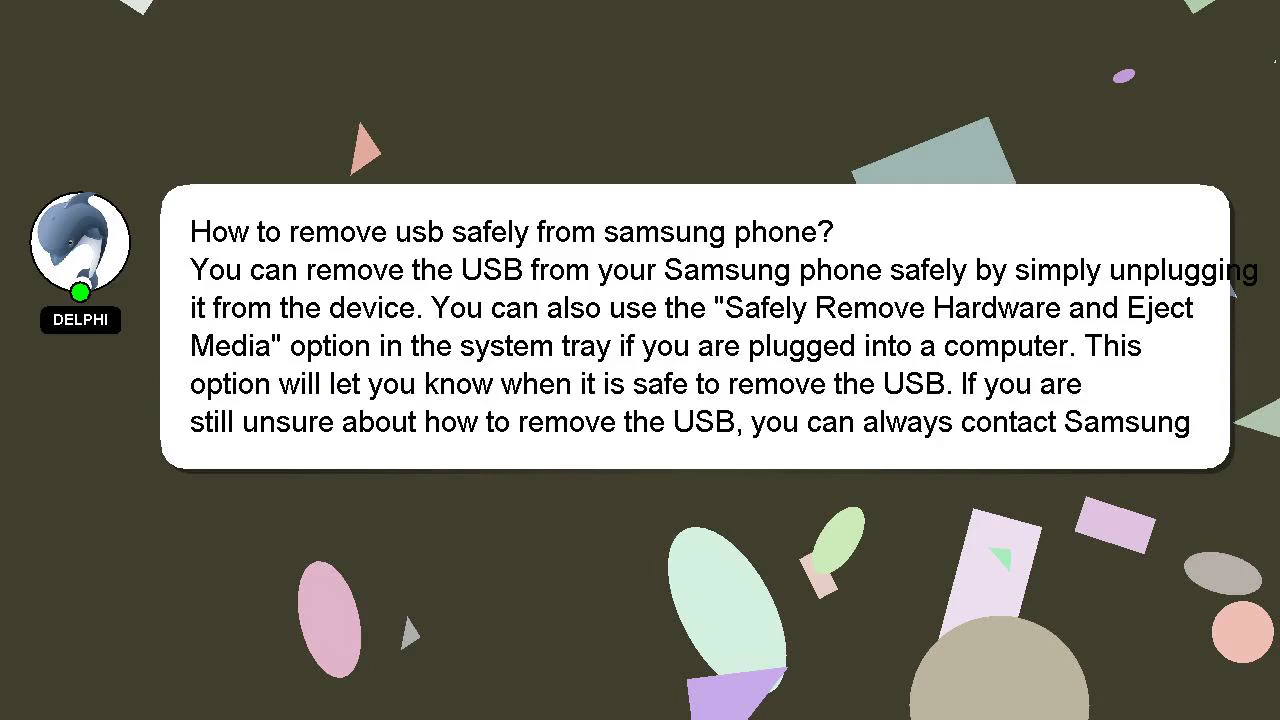 How to remove usb safely from samsung phone?
You can remove the USB from your Samsung phone safely by simply unplugging
it from the device. You can also use the "Safely Remove Hardware and Eject
Media" option in the system tray if you are plugged into a computer. This
option will let you know when it is safe to remove the USB. If you are
still unsure about how to remove the USB, you can always contact Samsung
DELPHI